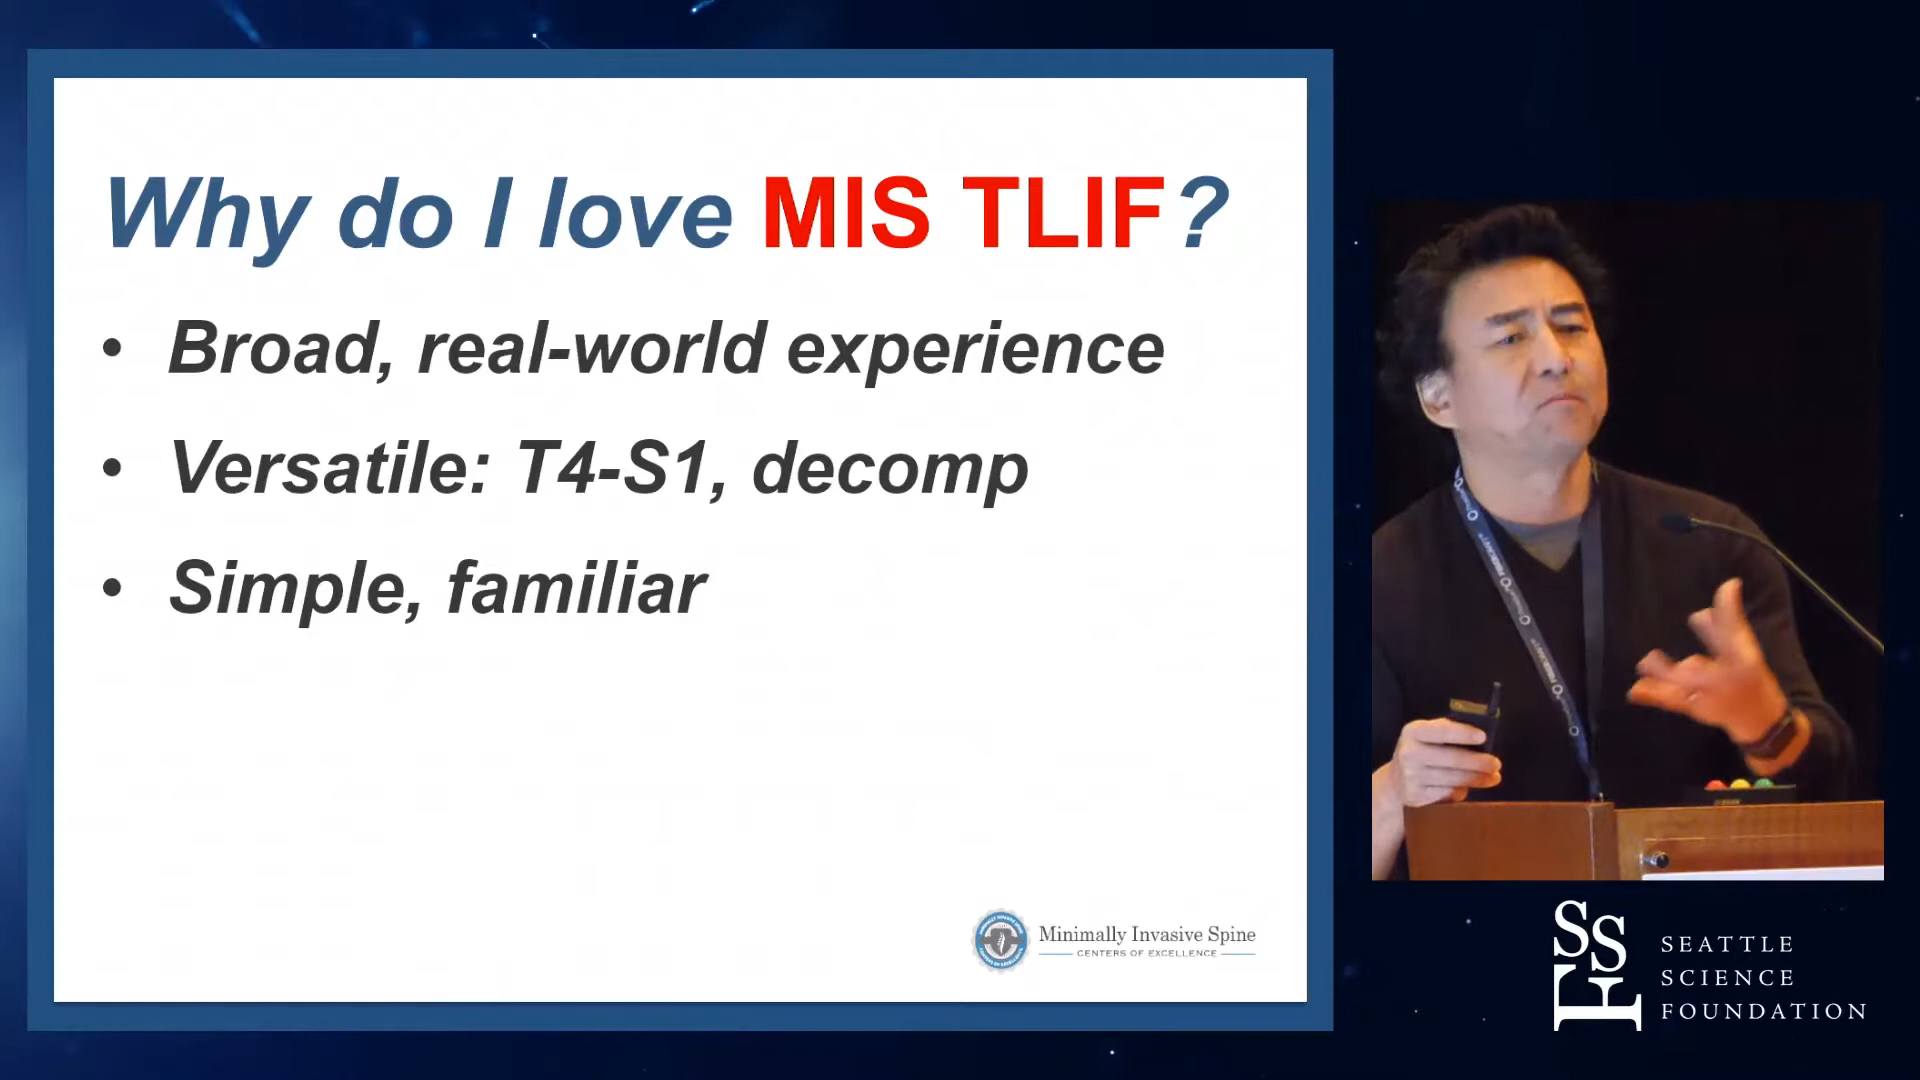 Why do I love MIS TLIF?
• Broad, real-world experience
• Versatile: T4-S1, decomp
• Simple, familiar
Minimally Invasive Spine
CENTERS OF EXCELLENCE
SSF
SEATTLE
SCIENCE
FOUNDATION